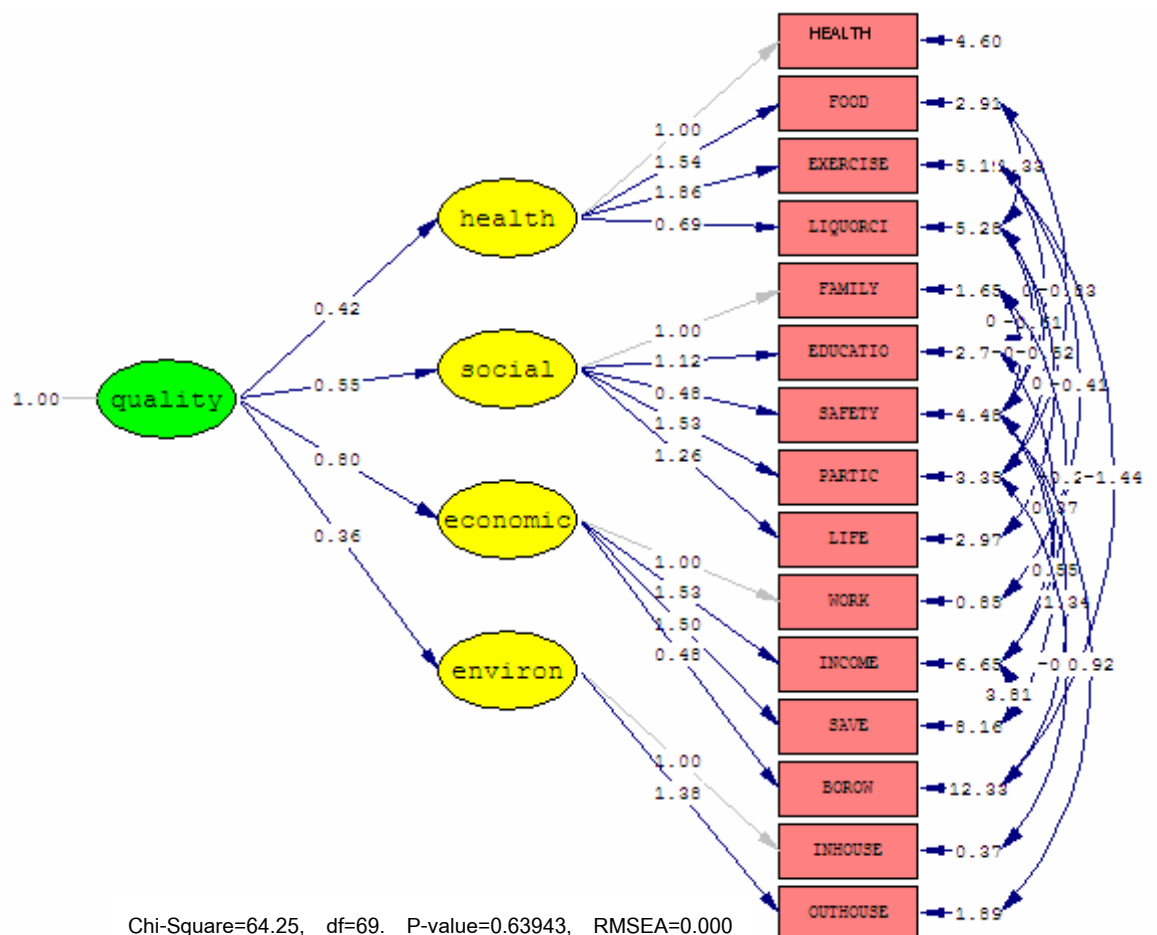 HEALTH
4.60
FOOD
2.91
1.00
1.54
EXERCISE
1.86
health
0.69
LIQUORCI
5.28
FAMILY
1.65
0.42
1.00
EDUCATIO
1.12
social
0.55
0.48
SAFETY
4.48
1.00
quality
1.53
1.26
PARTIC
3.35
-1.44
0.80
LIFE
2.97
economic
0.36
1.00
0.55
1.53
WORK
0.85
1.34
1.50
0.48
INCOME
6.65
0.92
environ
3.81
SAVE
8.16
1.00
1.38
BOROW
12.33
INHOUSE
0.37
OUTHOUSE
1.89
Chi-Square=64.25, df=69. P-value=0.63943, RMSEA=0.000